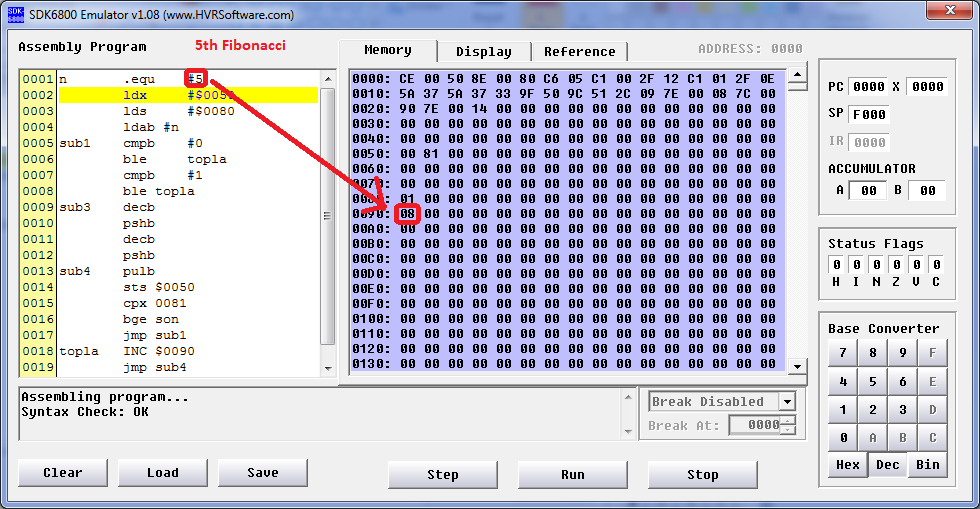 SDK6800 Emulator v1.08 (www.HVRSoftware.com)
Assembly Program
5th Fibonacci
Memory
Display
Reference
ADDRESS: 0000
0001 n .equ #5
0002 ldx #$005
0003 lds #$0080
0004 ldab #n
0005 sub1 cmpb #0
0006 ble topla
0007 cmpb #1
0008 ble topla
0009 sub3 decb
0010 pshb
0011 decb
0012 pshb
0013 sub4 pulb
0014 sts $0050
0015 cpx 0081
0016 bge son
0017 jmp sub1
0018 topla INC $0090
0019 jmp sub4
0000: CE 00 50 8E 00 80 C6 05 C1 00 2F 12 C1 01 2F 0E
0010: 5A 37 5A 37 33 9F 50 9C 51 2C 09 7E 00 08 7C 00
0020: 90 7E 00 14 00 00 00 00 00 00 00 00 00 00 00 00
0030: 00 00 00 00 00 00 00 00 00 00 00 00 00 00 00 00
0040: 00 00 00 00 00 00 00 00 00 00 00 00 00 00 00 00
0050: 00 81 00 00 00 00 00 00 00 00 00 00 00 00 00 00
0060: 00 00 00 00 00 00 00 00 00 00 00 00 00 00 00 00
0070: 00 00 00 00 00 00 00 00 00 00 00 00 00 00 00 00
0080: 01 00 00 00 00 00 00 00 00 00 00 00 00 00 00 00
0090: 08 00 00 00 00 00 00 00 00 00 00 00 00 00 00 00
00A0: 00 00 00 00 00 00 00 00 00 00 00 00 00 00 00 00
00B0: 00 00 00 00 00 00 00 00 00 00 00 00 00 00 00 00
00C0: 00 00 00 00 00 00 00 00 00 00 00 00 00 00 00 00
00D0: 00 00 00 00 00 00 00 00 00 00 00 00 00 00 00 00
00E0: 00 00 00 00 00 00 00 00 00 00 00 00 00 00 00 00
00F0: 00 00 00 00 00 00 00 00 00 00 00 00 00 00 00 00
0100: 00 00 00 00 00 00 00 00 00 00 00 00 00 00 00 00
0110: 00 00 00 00 00 00 00 00 00 00 00 00 00 00 00 00
0120: 00 00 00 00 00 00 00 00 00 00 00 00 00 00 00 00
0130: 00 00 00 00 00 00 00 00 00 00 00 00 00 00 00 00
PC 0000 X 0000
SP F000
IR 0000
ACCUMULATOR
A 00 B 00
Status Flags
0 0 0 0 0 0
H I N Z V C
Base Converter
7 8 9 F
4 5 6 E
1 2 3 D
0 A B C
Hex Dec Bin
Assembling program...
Syntax Check: OK
Break Disabled
Break At: 0000
Clear
Load
Save
Step
Run
Stop